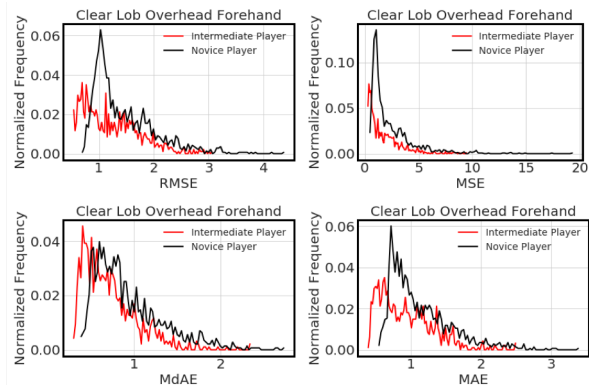 Clear Lob Overhead Forehand
Normalized Frequency
0.06
0.04
0.02
0.00
Intermediate Player
Novice Player
1
2
3
4
RMSE
Clear Lob Overhead Forehand
Normalized Frequency
0.10
0.05
0.00
Intermediate Player
Novice Player
0
5
10
15
20
MSE
Clear Lob Overhead Forehand
Normalized Frequency
0.04
0.02
0.00
Intermediate Player
Novice Player
1
2
MdAE
Clear Lob Overhead Forehand
Normalized Frequency
0.06
0.04
0.02
0.00
Intermediate Player
Novice Player
1
2
3
MAE